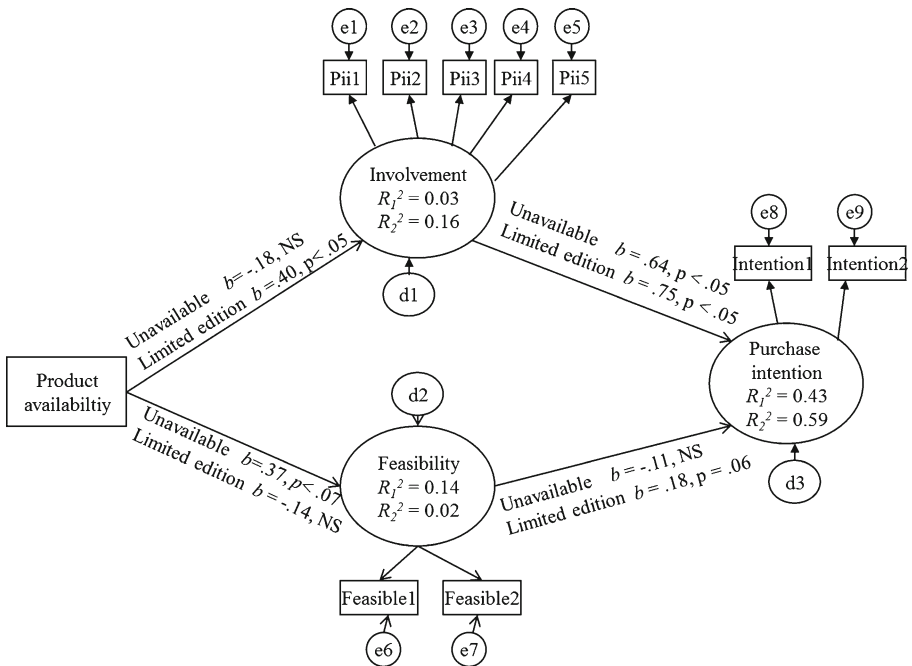 e1 e2 e3 e4 e5
Pii1 Pii2 Pii3 Pii4 Pii5
Involvement
R₁² = 0.03
R₂² = 0.16
d1
Unavailable b= -.18, NS
Limited edition b=.40, p<.05
Unavailable b= .64, p < .05
Limited edition b = .75, p < .05
e8 e9
Intention1 Intention2
Product
availabiltiy
Purchase
intention
R₁² = 0.43
R₂² = 0.59
d3
d2
Unavailable b=.37, p<.07
Limited edition b = -.14, NS
Feasibility
R₁² = 0.14
R₂² = 0.02
Unavailable b = -.11, NS
Limited edition b = .18, p = .06
Feasible1 Feasible2
e6 e7